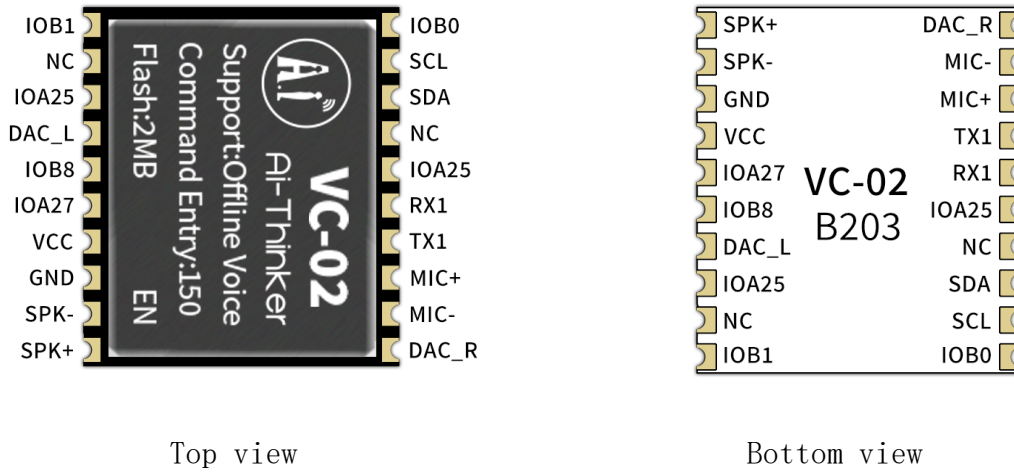 IOB1
NC
IOA25
DAC_L
IOB8
IOA27
VCC
GND
SPK-
SPK+
Ai
Ai-Thinker
VC-02
Support:Offline Voice
Command Entry:150
Flash:2MB EN
IOB0
SCL
SDA
NC
IOA25
RX1
TX1
MIC+
MIC-
DAC_R
Top view
SPK+
SPK-
GND
VCC
IOA27
IOB8
DAC_L
IOA25
NC
IOB1
VC-02
B203
DAC_R
MIC-
MIC+
TX1
RX1
IOA25
NC
SDA
SCL
IOB0
Bottom view